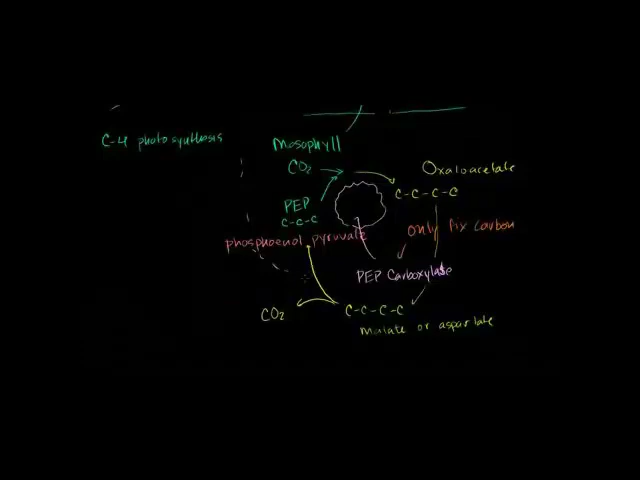 C-4 photosynthesis
Mesophyll
CO2
Oxaloacetate
C-C-C-C
PEP
C-C-C
phosphoenol pyruvate
Only fix carbon
PEP Carboxylase
CO2
C-C-C-C
Malate or aspartate